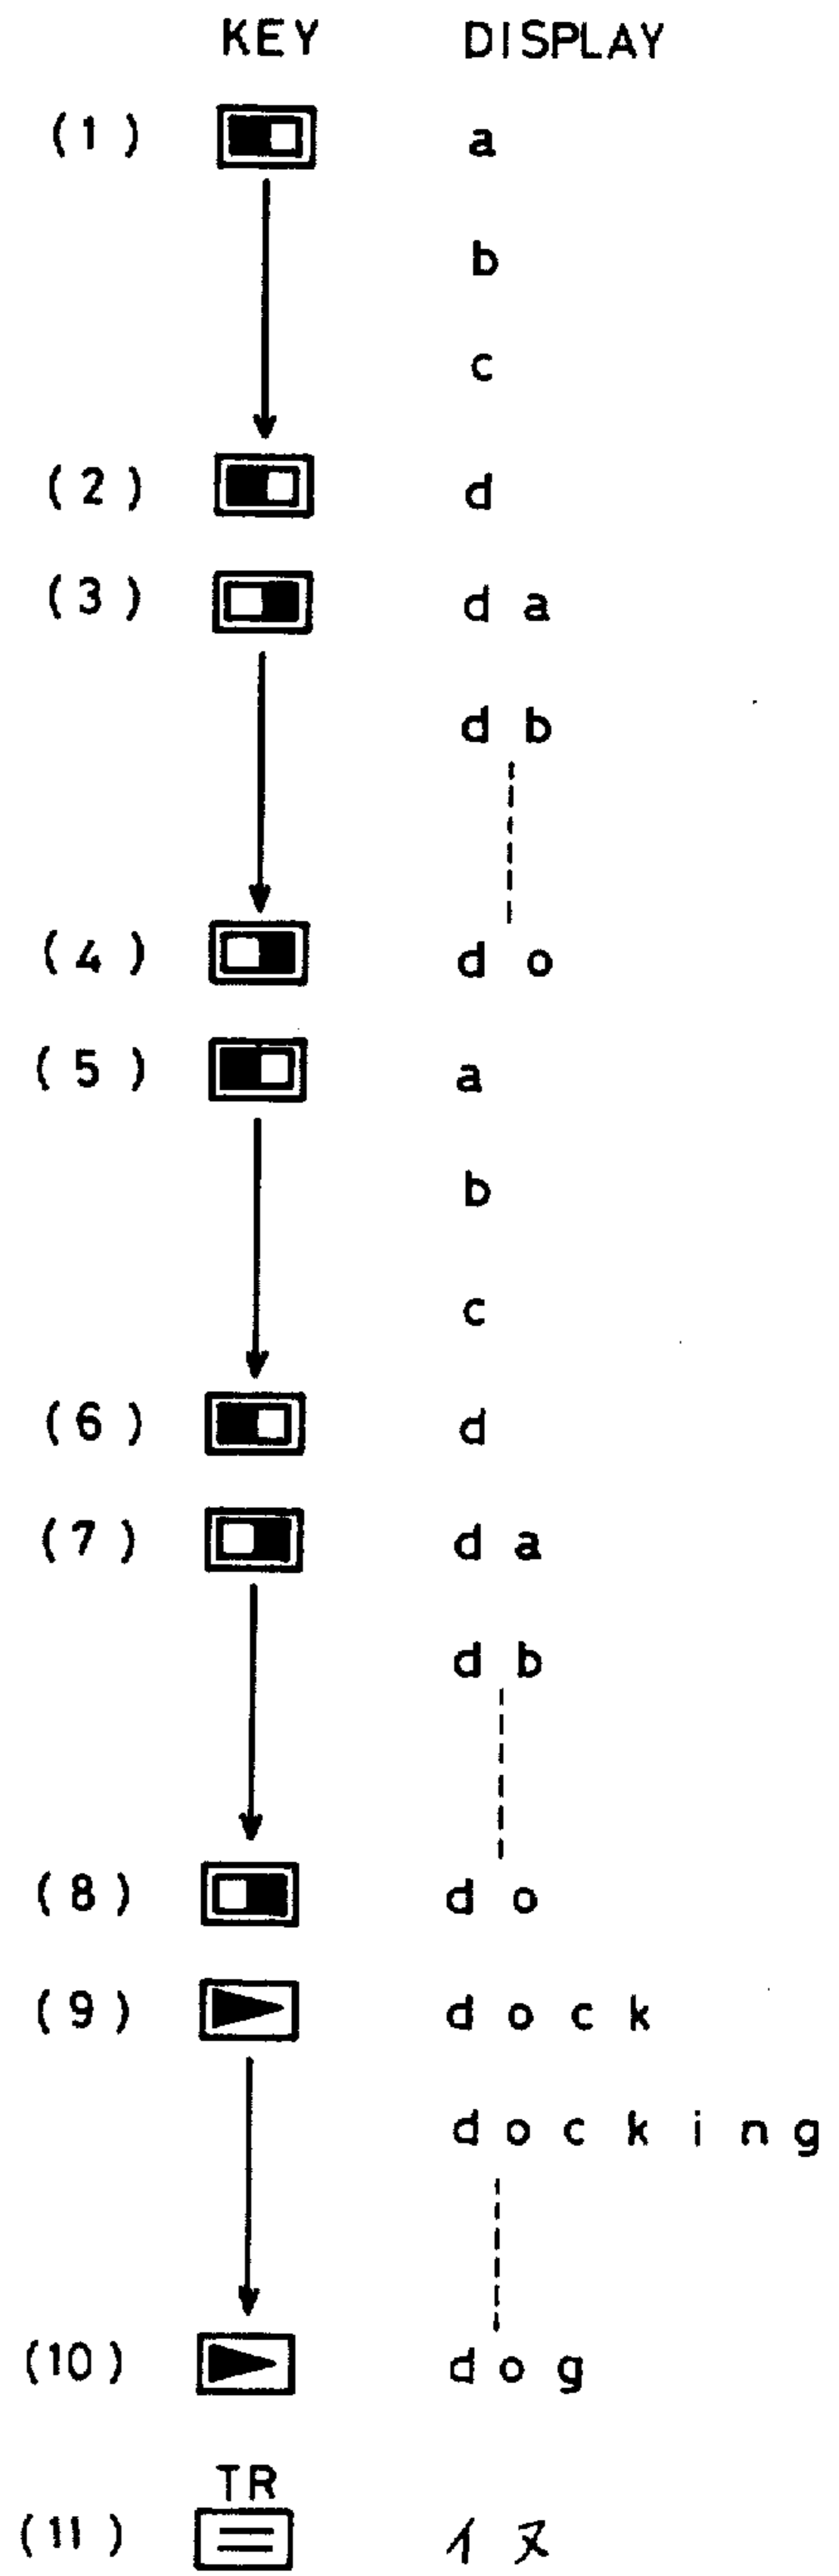 KEY DISPLAY
(1) a
b
c
(2) d
(3) d a
d b
(4) d o
(5) a
b
c
(6) d
(7) d a
d b
(8) d o
(9) d o c k
d o c k i n g
(10) d o g
TR
(11) イヌ